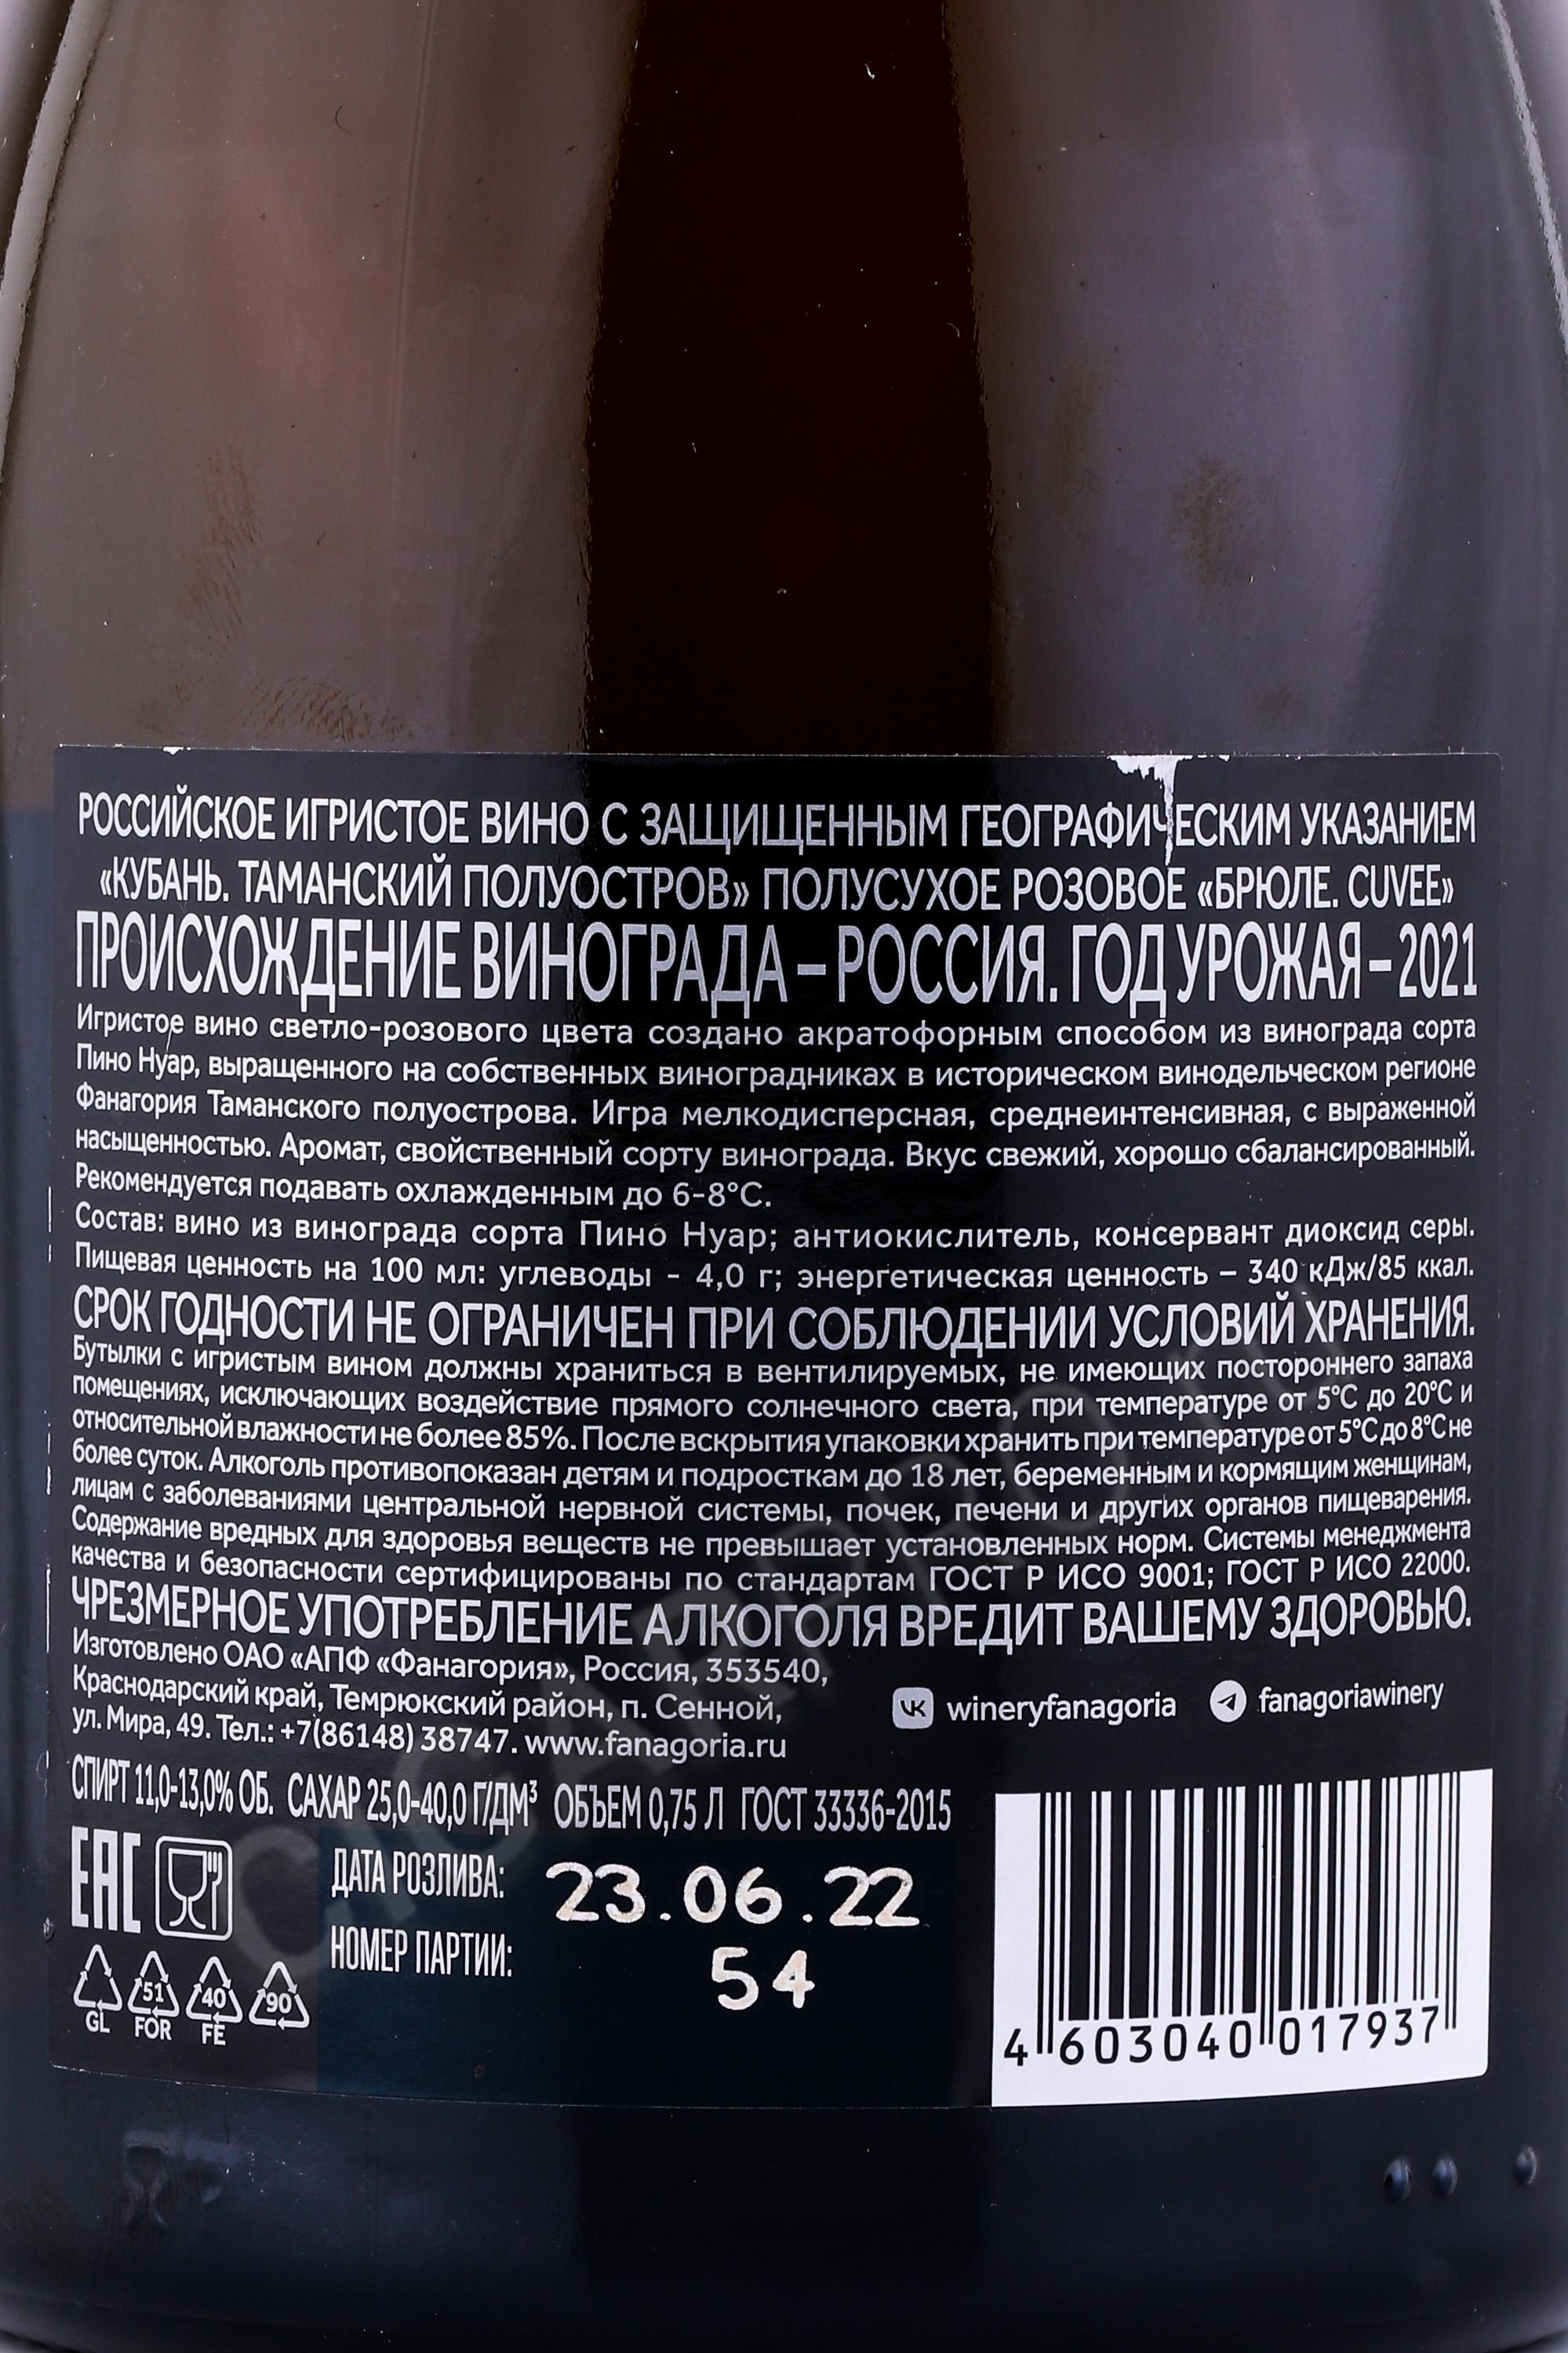 РОССИЙСКОЕ ИГРИСТОЕ ВИНО С ЗАЩИЩЕННЫМ ГЕОГРАФИЧЕСКИМ УКАЗАНИЕМ
«КУБАНЬ. ТАМАНСКИЙ ПОЛУОСТРОВ» ПОЛУСУХОЕ РОЗОВОЕ «БРЮЛЕ. CUVEE»
ПРОИСХОЖДЕНИЕ ВИНОГРАДА – РОССИЯ. ГОД УРОЖАЯ – 2021
Игристое вино светло-розового цвета создано акратофорным способом из винограда сорта
Пино Нуар, выращенного на собственных виноградниках в историческом винодельческом регионе
Фанагория Таманского полуострова. Игра мелкодисперсная, среднеинтенсивная, с выраженной
насыщенностью. Аромат, свойственный сорту винограда. Вкус свежий, хорошо сбалансированный.
Рекомендуется подавать охлажденным до 6-8°C.
Состав: вино из винограда сорта Пино Нуар; антиокислитель, консервант диоксид серы.
Пищевая ценность на 100 мл: углеводы - 4,0 г; энергетическая ценность – 340 кДж/85 ккал.
СРОК ГОДНОСТИ НЕ ОГРАНИЧЕН ПРИ СОБЛЮДЕНИИ УСЛОВИЙ ХРАНЕНИЯ.
Бутылки с игристым вином должны храниться в вентилируемых, не имеющих постороннего запаха
помещениях, исключающих воздействие прямого солнечного света, при температуре от 5°C до 20°C и
относительной влажности не более 85%. После вскрытия упаковки хранить при температуре от 5°C до 8°C не
более суток. Алкоголь противопоказан детям и подросткам до 18 лет, беременным и кормящим женщинам,
лицам с заболеваниями центральной нервной системы, почек, печени и других органов пищеварения.
Содержание вредных для здоровья веществ не превышает установленных норм. Системы менеджмента
качества и безопасности сертифицированы по стандартам ГОСТ Р ИСО 9001; ГОСТ Р ИСО 22000.
ЧРЕЗМЕРНОЕ УПОТРЕБЛЕНИЕ АЛКОГОЛЯ ВРЕДИТ ВАШЕМУ ЗДОРОВЬЮ.
Изготовлено ОАО «АПФ «Фанагория», Россия, 353540,
Краснодарский край, Темрюкский район, п. Сенной,
ул. Мира, 49. Тел.: +7(86148) 38747. www.fanagoria.ru
wineryfanagoria fanagoriawinery
СПИРТ 11,0-13,0% ОБ. САХАР 25,0-40,0 Г/ДМ³ ОБЪЕМ 0,75 Л ГОСТ 33336-2015
EAC
ДАТА РОЗЛИВА: 23.06.22
НОМЕР ПАРТИИ: 54
51 40 90
GL FOR FE
4 603040 017937
CIGARPRO.ru